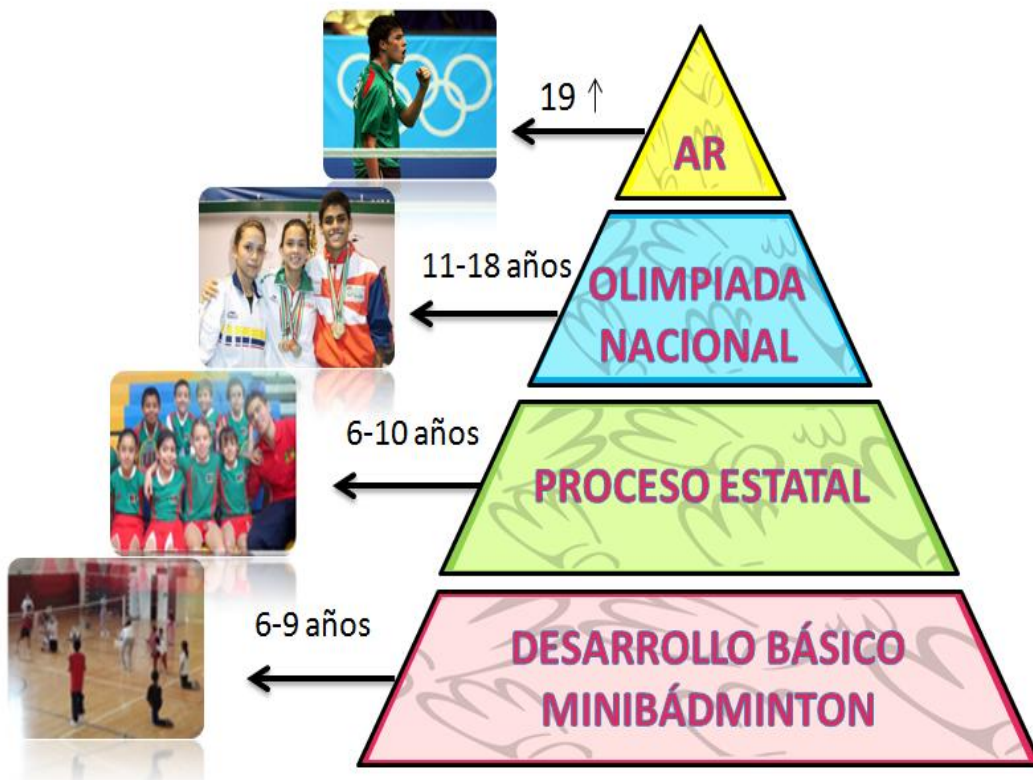 19 ↑
AR
11-18 años
OLIMPIADA
NACIONAL
6-10 años
PROCESO ESTATAL
6-9 años
DESARROLLO BÁSICO
MINIBÁDMINTON